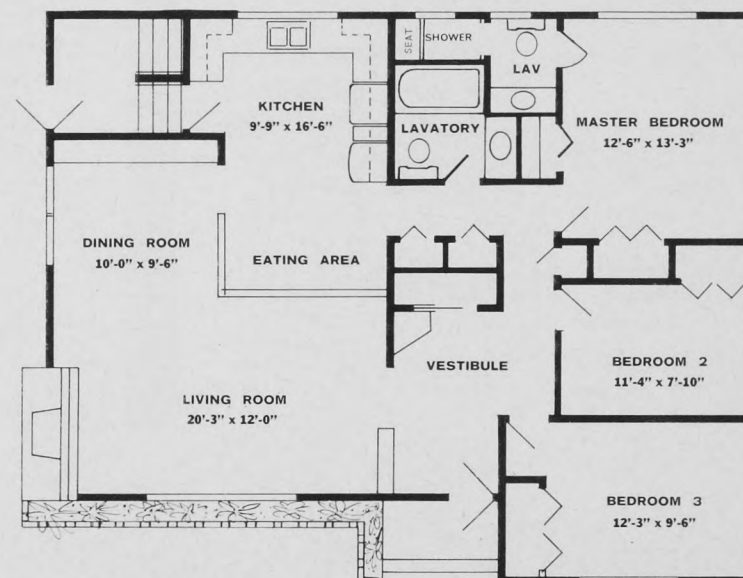 SEAT
SHOWER
LAV
KITCHEN
9'-9" x 16'-6"
LAVATORY
MASTER BEDROOM
12'-6" x 13'-3"
DINING ROOM
10'-0" x 9'-6"
EATING AREA
VESTIBULE
BEDROOM 2
11'-4" x 7'-10"
LIVING ROOM
20'-3" x 12'-0"
BEDROOM 3
12'-3" x 9'-6"